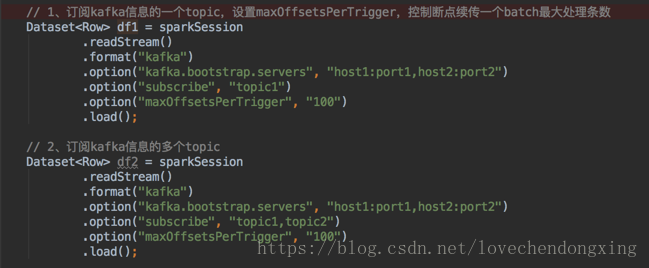 // 1、订阅kafka信息的一个topic，设置maxOffsetsPerTrigger，控制断点续传一个batch最大处理条数
Dataset<Row> df1 = sparkSession
.readStream()
.format("kafka")
.option("kafka.bootstrap.servers", "host1:port1,host2:port2")
.option("subscribe", "topic1")
.option("maxOffsetsPerTrigger", "100")
.load();
// 2、订阅kafka信息的多个topic
Dataset<Row> df2 = sparkSession
.readStream()
.format("kafka")
.option("kafka.bootstrap.servers", "host1:port1,host2:port2")
.option("subscribe", "topic1,topic2")
.option("maxOffsetsPerTrigger", "100")
.load();
https://blog.csdn.net/lovechendongxing